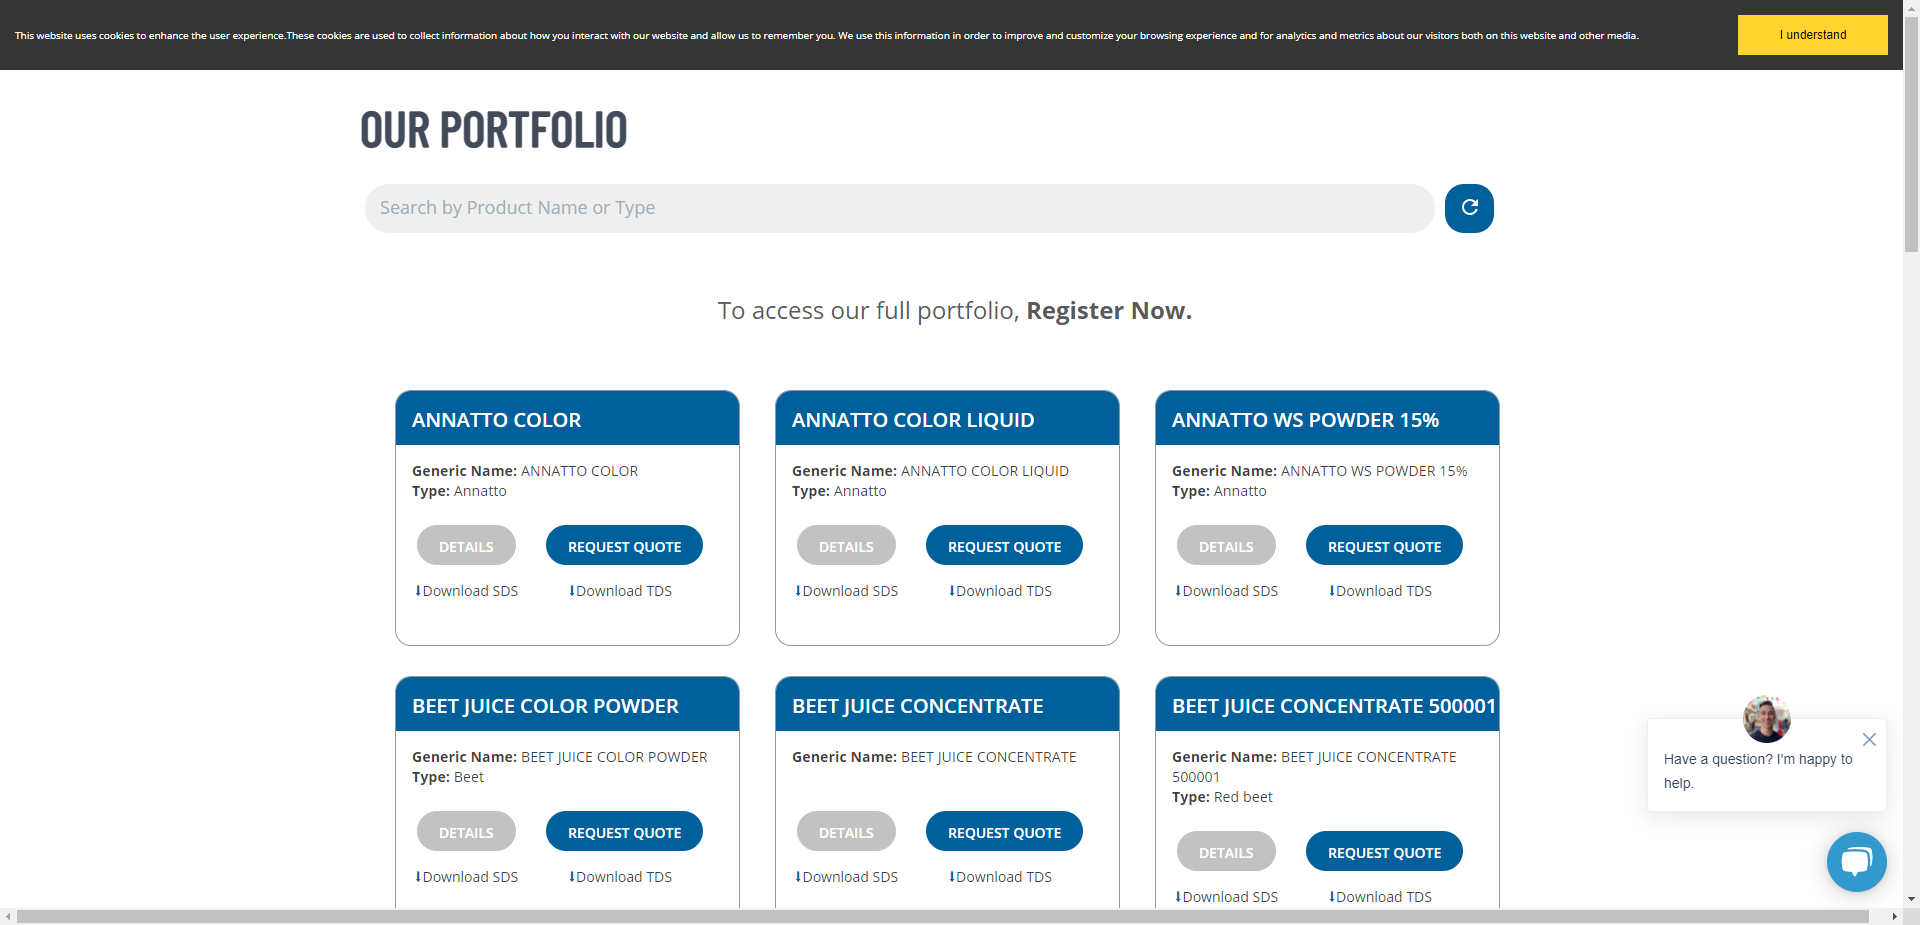 This website uses cookies to enhance the user experience.These cookies are used to collect information about how you interact with our website and allow us to remember you. We use this information in order to improve and customize your browsing experience and for analytics and metrics about our visitors both on this website and other media.
I understand
OUR PORTFOLIO
Search by Product Name or Type
To access our full portfolio, Register Now.
ANNATTO COLOR
Generic Name: ANNATTO COLOR
Type: Annatto
DETAILS
REQUEST QUOTE
⬇Download SDS
⬇Download TDS
ANNATTO COLOR LIQUID
Generic Name: ANNATTO COLOR LIQUID
Type: Annatto
DETAILS
REQUEST QUOTE
⬇Download SDS
⬇Download TDS
ANNATTO WS POWDER 15%
Generic Name: ANNATTO WS POWDER 15%
Type: Annatto
DETAILS
REQUEST QUOTE
⬇Download SDS
⬇Download TDS
BEET JUICE COLOR POWDER
Generic Name: BEET JUICE COLOR POWDER
Type: Beet
DETAILS
REQUEST QUOTE
⬇Download SDS
⬇Download TDS
BEET JUICE CONCENTRATE
Generic Name: BEET JUICE CONCENTRATE
DETAILS
REQUEST QUOTE
⬇Download SDS
⬇Download TDS
BEET JUICE CONCENTRATE 500001
Generic Name: BEET JUICE CONCENTRATE
500001
Type: Red beet
DETAILS
REQUEST QUOTE
⬇Download SDS
⬇Download TDS
Have a question? I'm happy to
help.